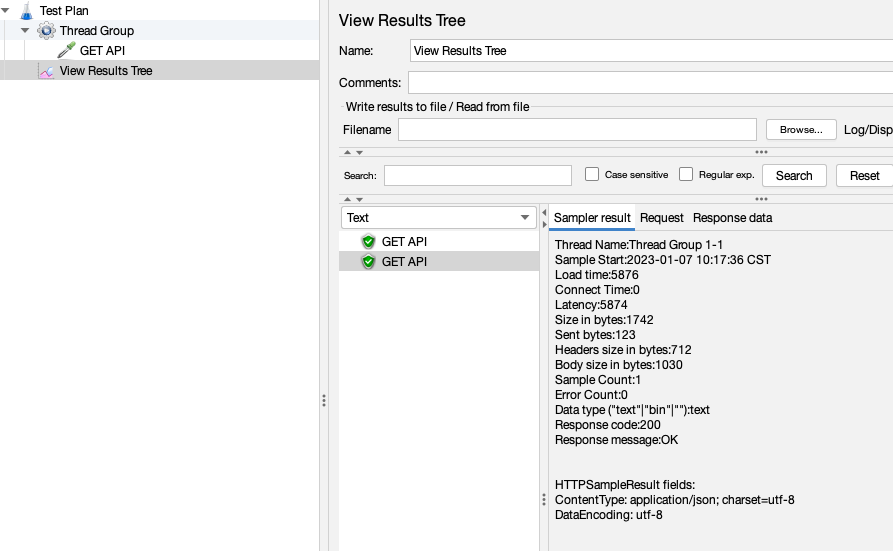 Test Plan
Thread Group
GET API
View Results Tree
View Results Tree
Name: View Results Tree
Comments:
Write results to file / Read from file
Filename Browse... Log/Disp
Search: Case sensitive Regular exp. Search Reset
Text
GET API
GET API
Sampler result Request Response data
Thread Name:Thread Group 1-1
Sample Start:2023-01-07 10:17:36 CST
Load time:5876
Connect Time:0
Latency:5874
Size in bytes:1742
Sent bytes:123
Headers size in bytes:712
Body size in bytes:1030
Sample Count:1
Error Count:0
Data type ("text"|"bin"|""):text
Response code:200
Response message:OK
HTTPSampleResult fields:
ContentType: application/json; charset=utf-8
DataEncoding: utf-8